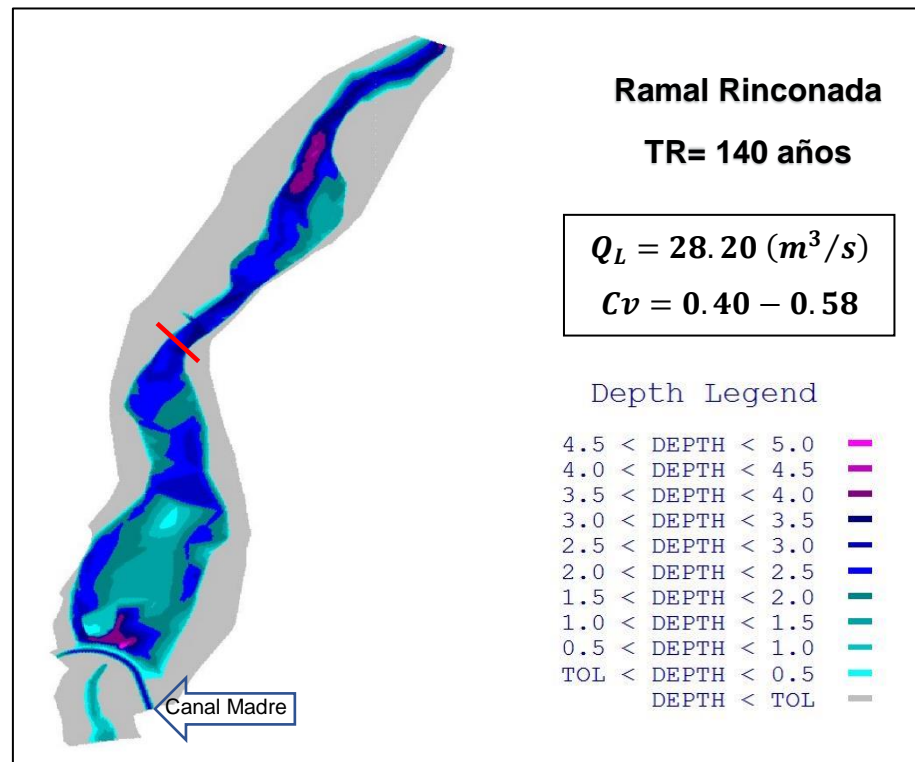 Ramal Rinconada
TR= 140 años
Q_L = 28.20 (m³/s)
Cv = 0.40 − 0.58
Depth Legend
4.5 < DEPTH < 5.0
4.0 < DEPTH < 4.5
3.5 < DEPTH < 4.0
3.0 < DEPTH < 3.5
2.5 < DEPTH < 3.0
2.0 < DEPTH < 2.5
1.5 < DEPTH < 2.0
1.0 < DEPTH < 1.5
0.5 < DEPTH < 1.0
TOL < DEPTH < 0.5
DEPTH < TOL
Canal Madre